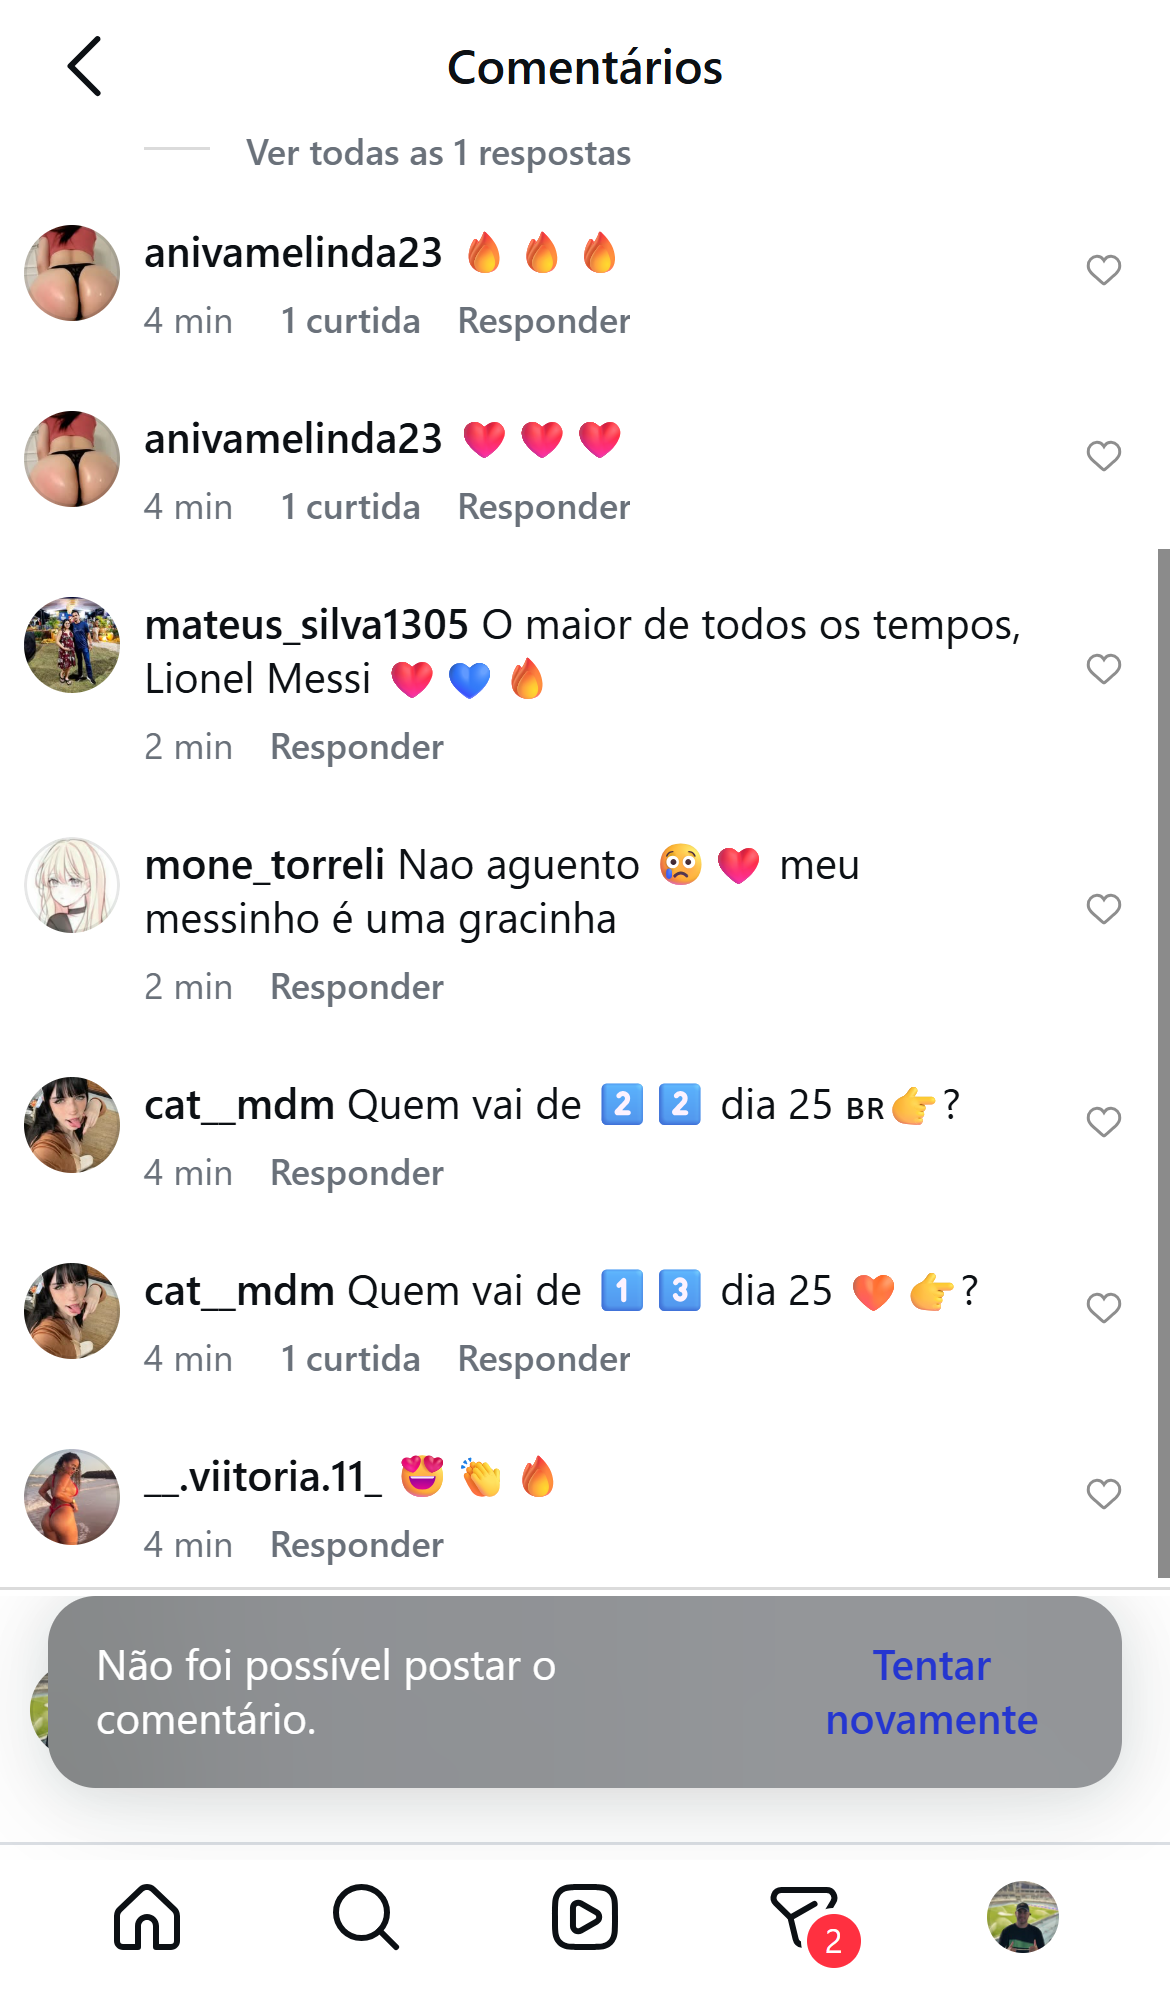 Comentários
Ver todas as 1 respostas
anivamelinda23 🔥🔥🔥
4 min 1 curtida Responder
anivamelinda23 ❤️❤️❤️
4 min 1 curtida Responder
mateus_silva1305 O maior de todos os tempos,
Lionel Messi ❤️💙🔥
2 min Responder
mone_torreli Nao aguento 😢❤️ meu
messinho é uma gracinha
2 min Responder
cat__mdm Quem vai de 2️⃣2️⃣ dia 25 🇧🇷👉?
4 min Responder
cat__mdm Quem vai de 1️⃣3️⃣ dia 25 ❤️👉?
4 min 1 curtida Responder
__.viitoria.11_ 😍👏🔥
4 min Responder
Não foi possível postar o
comentário.
Tentar
novamente
2